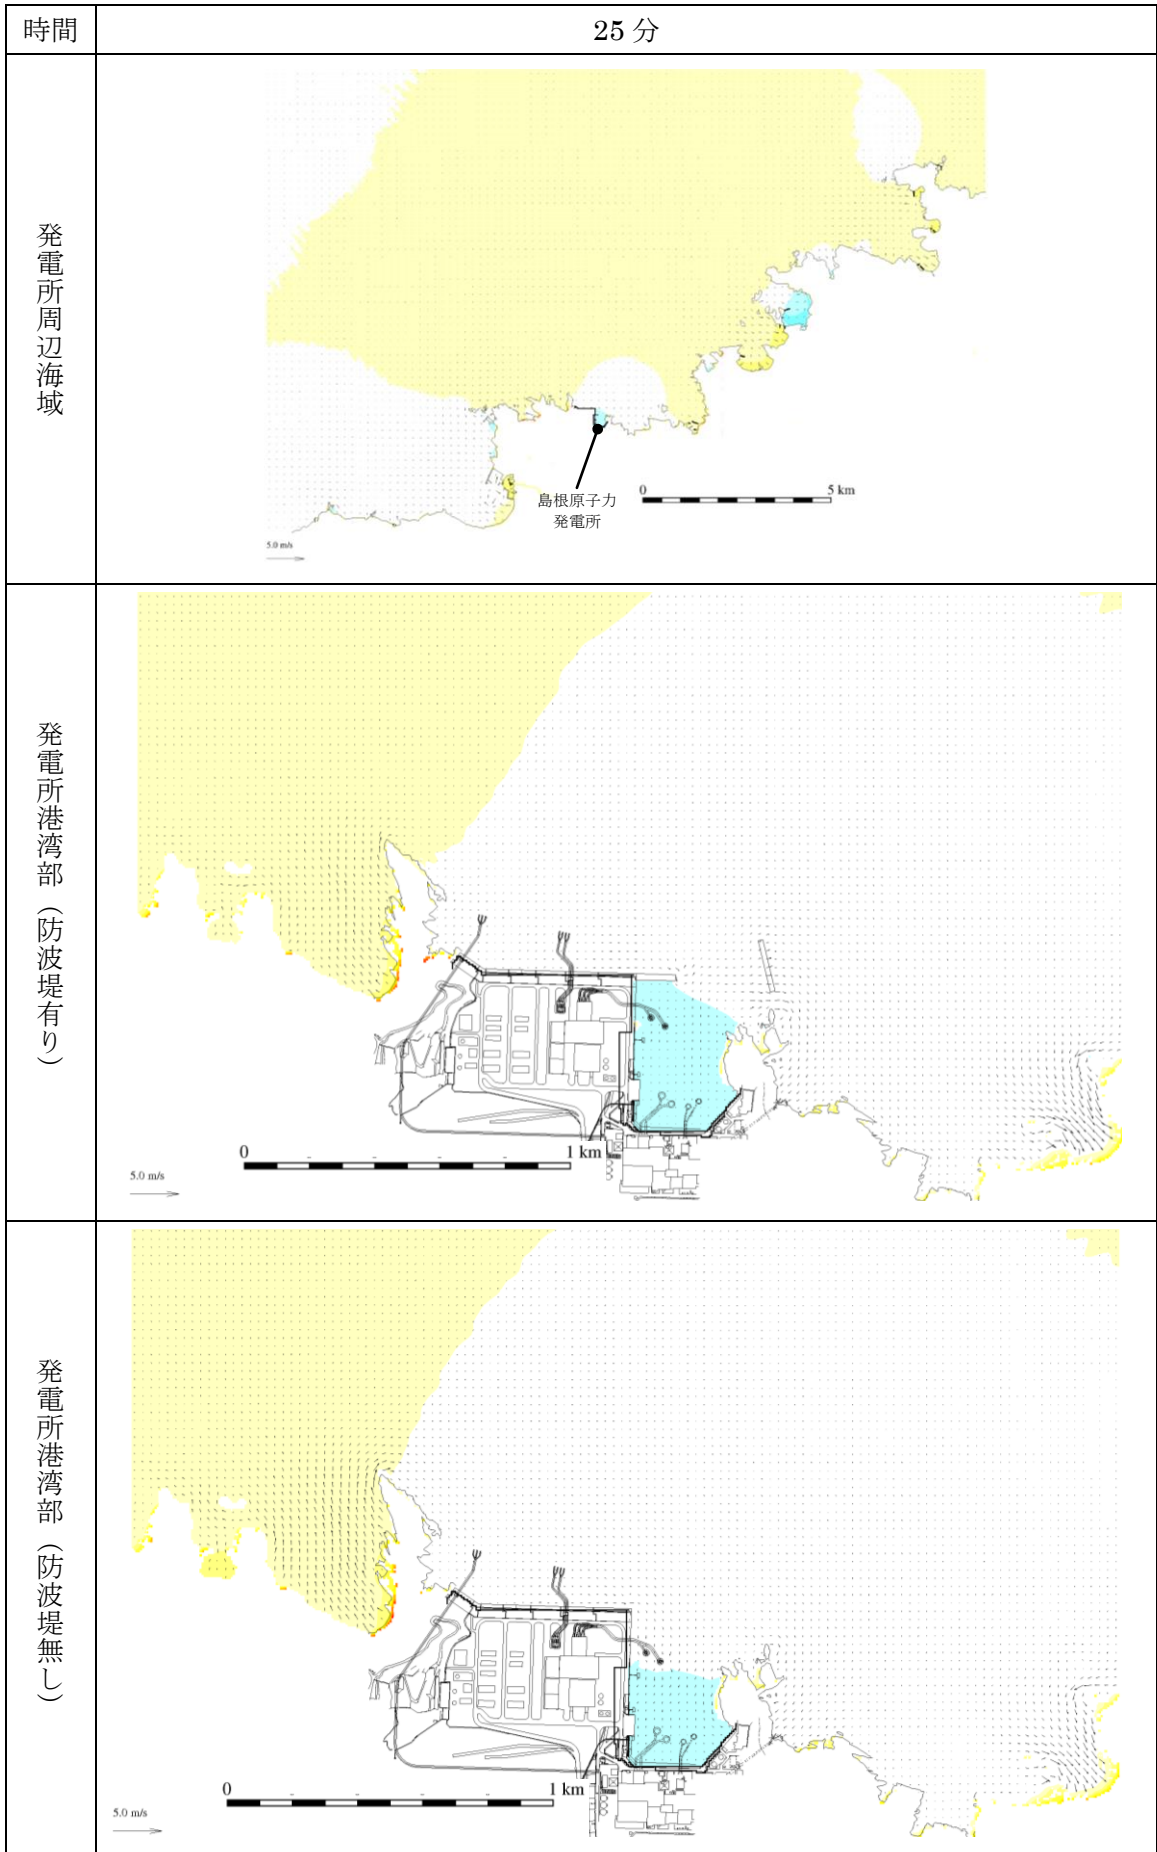 時間
25 分
発電所周辺海域
島根原子力
発電所
0 5 km
5.0 m/s
発電所港湾部（防波堤有り）
0 1 km
5.0 m/s
発電所港湾部（防波堤無し）
0 1 km
5.0 m/s